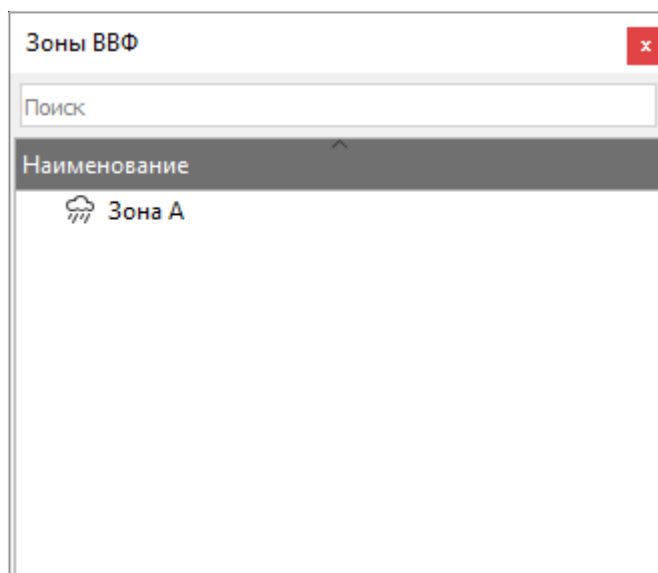 Зоны ВВФ
x
Поиск
Наименование
Зона А